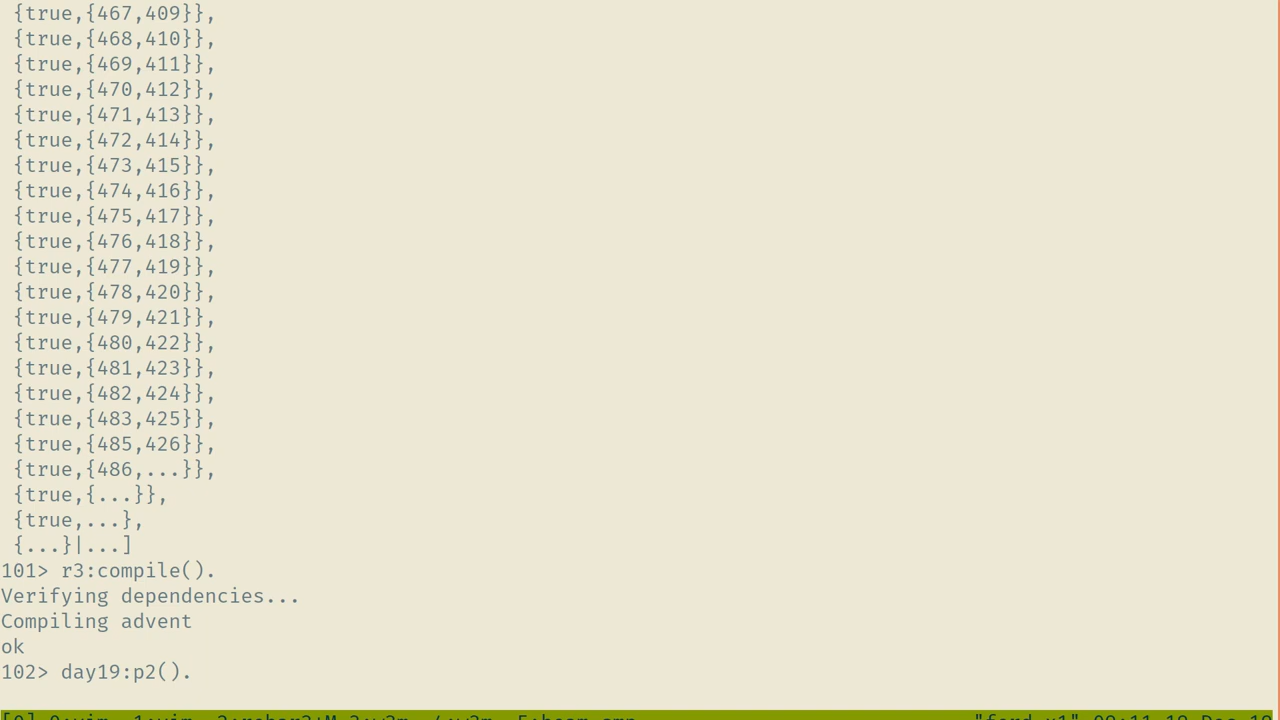 {true,{467,409}},
{true,{468,410}},
{true,{469,411}},
{true,{470,412}},
{true,{471,413}},
{true,{472,414}},
{true,{473,415}},
{true,{474,416}},
{true,{475,417}},
{true,{476,418}},
{true,{477,419}},
{true,{478,420}},
{true,{479,421}},
{true,{480,422}},
{true,{481,423}},
{true,{482,424}},
{true,{483,425}},
{true,{485,426}},
{true,{486,...}},
{true,{...}},
{true,...},
{...}|...]
101> r3:compile().
Verifying dependencies...
Compiling advent
ok
102> day19:p2().